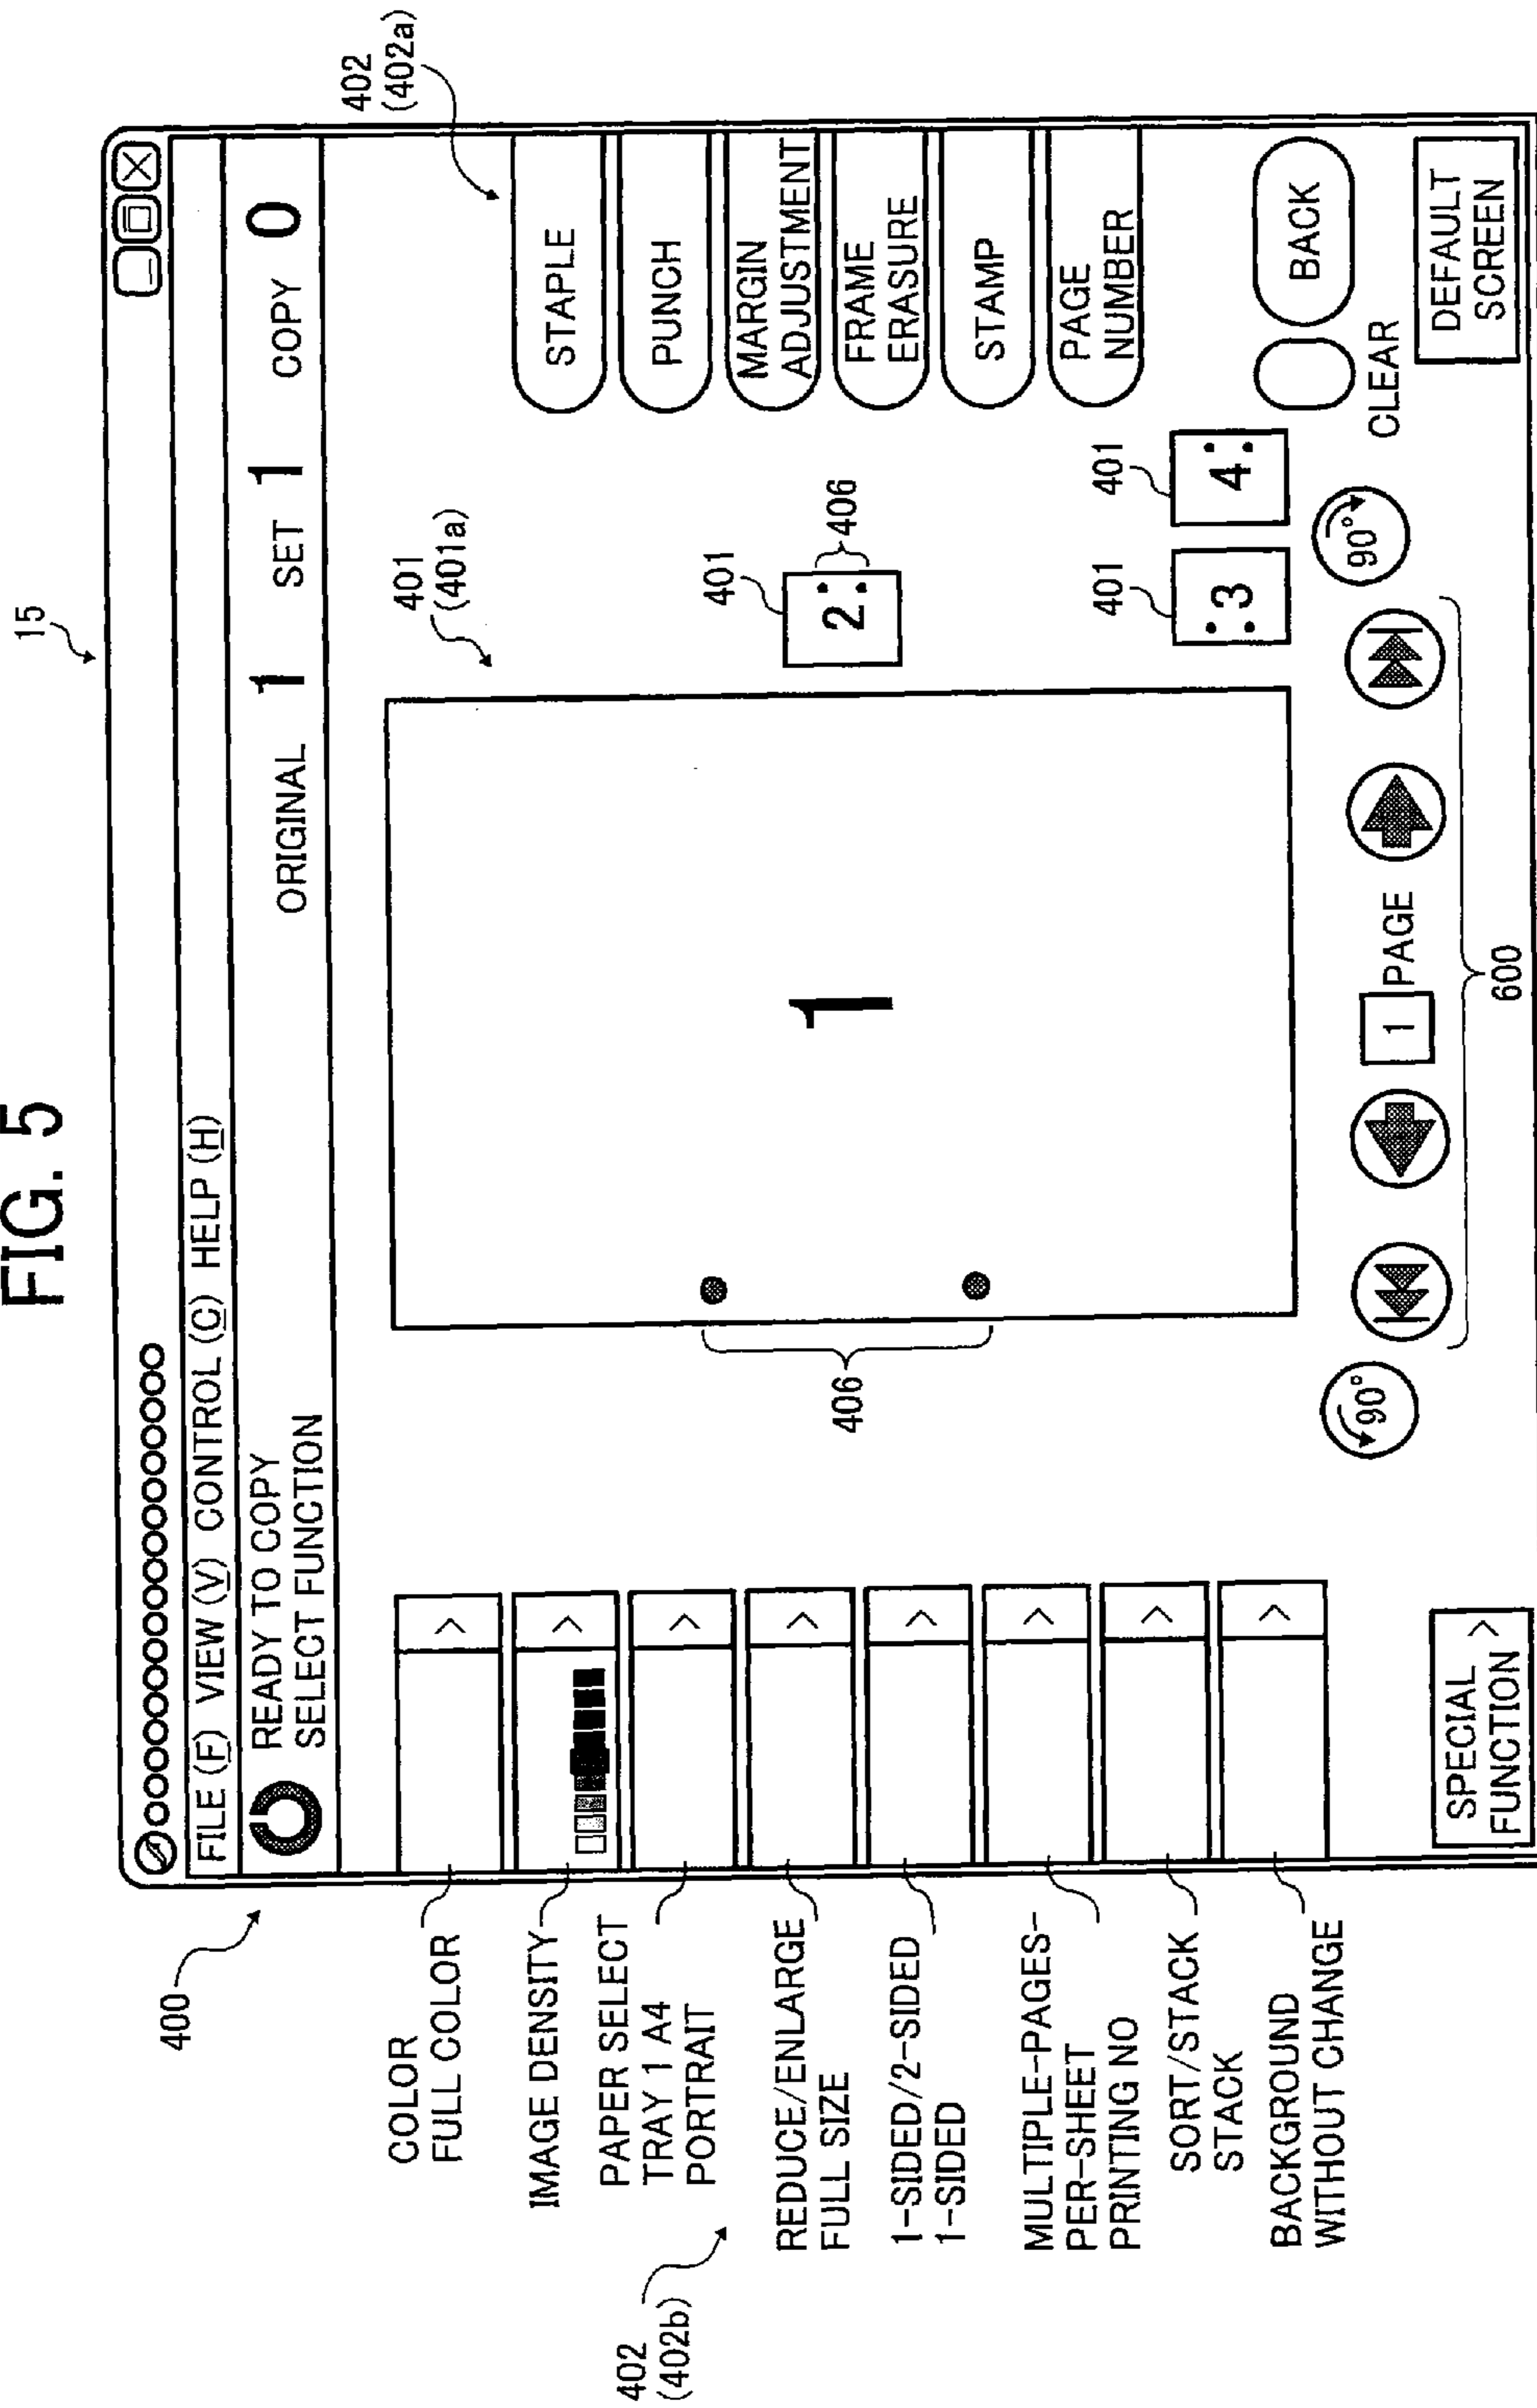 FIG. 5
15
400
FILE (F) VIEW (V) CONTROL (C) HELP (H)
READY TO COPY
SELECT FUNCTION
ORIGINAL 1 SET 1 COPY 0
COLOR
FULL COLOR
IMAGE DENSITY
PAPER SELECT
TRAY 1 A4
PORTRAIT
402
(402b)
REDUCE/ENLARGE
FULL SIZE
1-SIDED/2-SIDED
1-SIDED
MULTIPLE-PAGES-
PER-SHEET
PRINTING NO
SORT/STACK
STACK
BACKGROUND
WITHOUT CHANGE
>
>
>
>
>
>
>
>
SPECIAL >
FUNCTION
401
(401a)
1
406
401
2
406
401
3
401
4
402
(402a)
STAPLE
PUNCH
MARGIN
ADJUSTMENT
FRAME
ERASURE
STAMP
PAGE
NUMBER
BACK
CLEAR
DEFAULT
SCREEN
90°
1 PAGE
90°
600